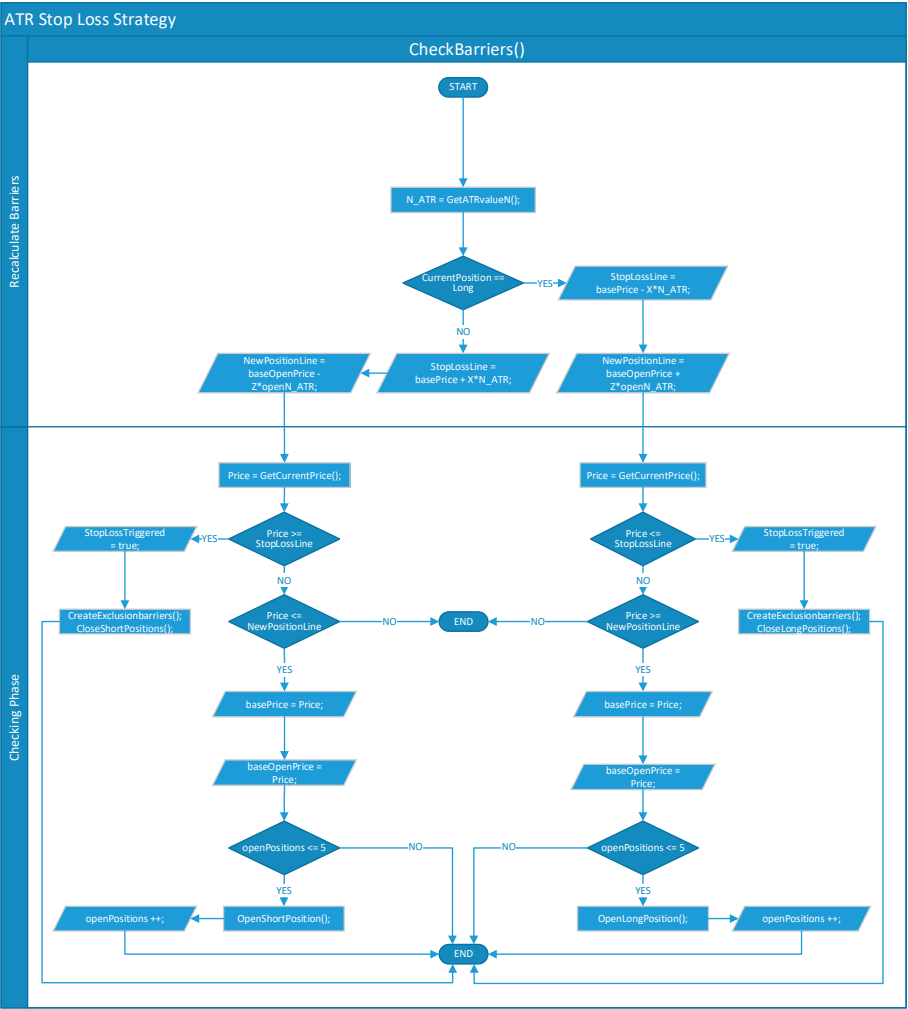 ATR Stop Loss Strategy
CheckBarriers()
Recalculate Barriers
START
N_ATR = GetATRvalueN();
CurrentPosition ==
Long
YES
StopLossLine =
basePrice - X*N_ATR;
NO
NewPositionLine =
baseOpenPrice -
Z*openN_ATR;
StopLossLine =
basePrice + X*N_ATR;
NewPositionLine =
baseOpenPrice +
Z*openN_ATR;
Checking Phase
Price = GetCurrentPrice();
Price = GetCurrentPrice();
StopLossTriggered
= true;
YES
Price >=
StopLossLine
Price <=
StopLossLine
YES
StopLossTriggered
= true;
NO
NO
CreateExclusionbarriers();
CloseShortPositions();
Price <=
NewPositionLine
NO
END
NO
Price >=
NewPositionLine
CreateExclusionbarriers();
CloseLongPositions();
YES
YES
basePrice = Price;
basePrice = Price;
baseOpenPrice =
Price;
baseOpenPrice =
Price;
openPositions <= 5
NO
NO
openPositions <= 5
YES
YES
openPositions ++;
OpenShortPosition();
OpenLongPosition();
openPositions ++;
END